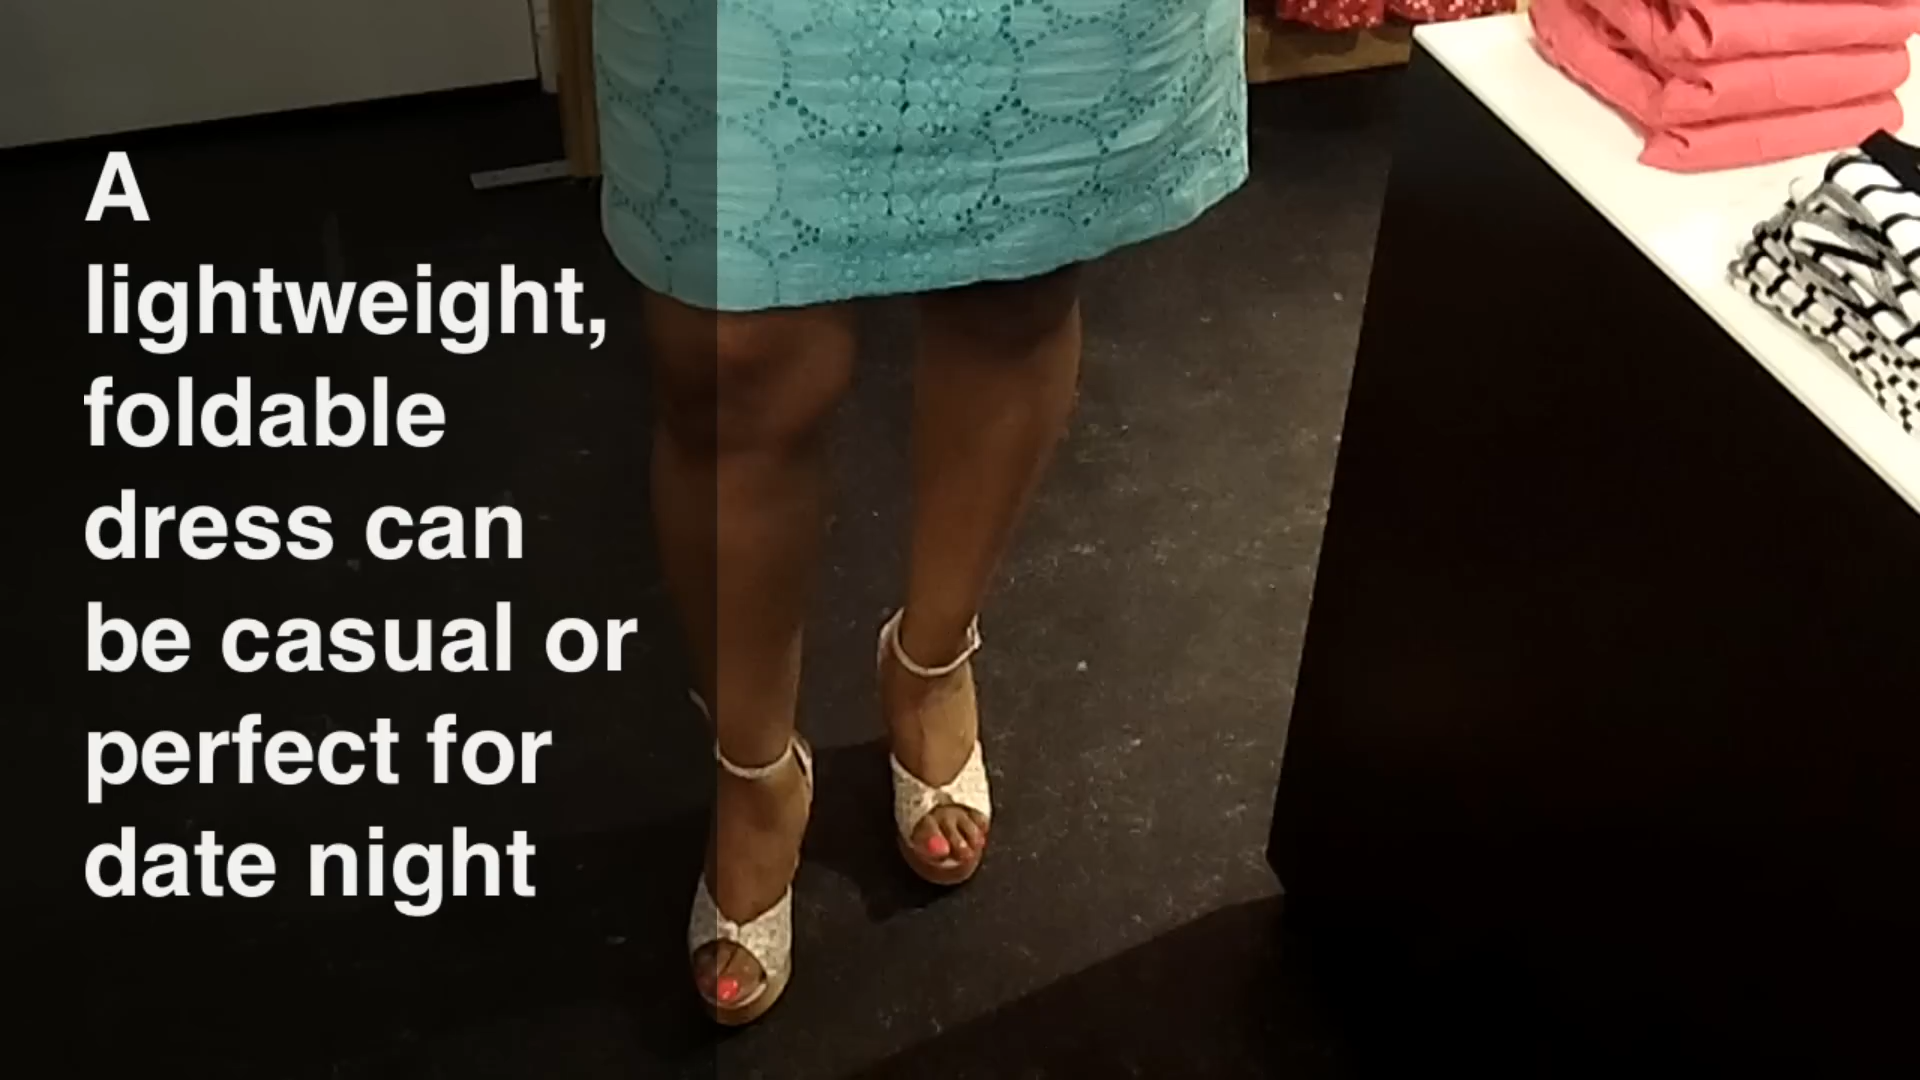 A
lightweight,
foldable
dress can
be casual or
perfect for
date night